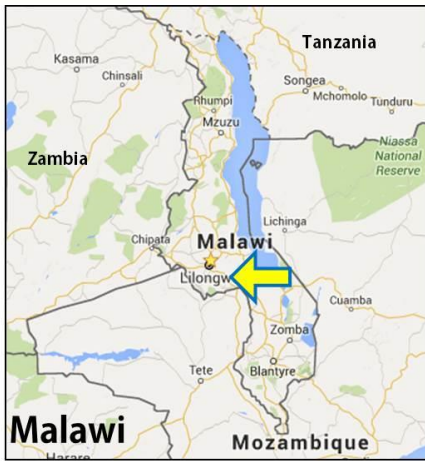 Tanzania
Kasama
Chinsali
Songea
Mchomolo
Tunduru
Rhumpi
Mzuzu
Niassa
National
Reserve
Zambia
Lichinga
Chipata
Malawi
Lilongw
Cuamba
Zomba
Tete
Blantyre
Malawi
Mozambique
Harare